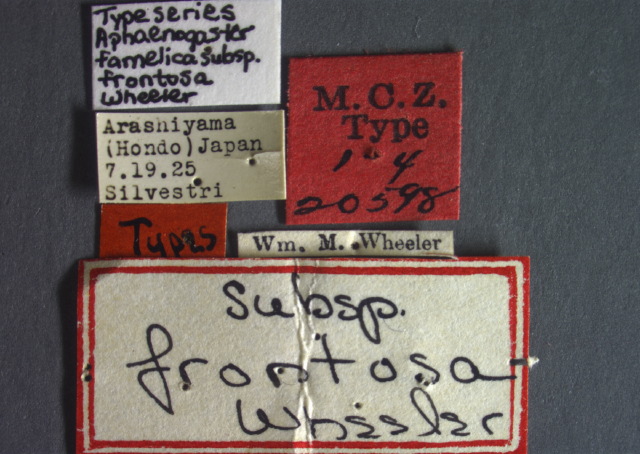 Type series
Aphaenogaster
famelica subsp.
frontosa
Wheeler
Arashiyama
(Hondo) Japan
7.19.25
Silvestri
M.C.Z.
Type
1-4
20598
Types
Wm. M. Wheeler
subsp.
frontosa
Wheeler